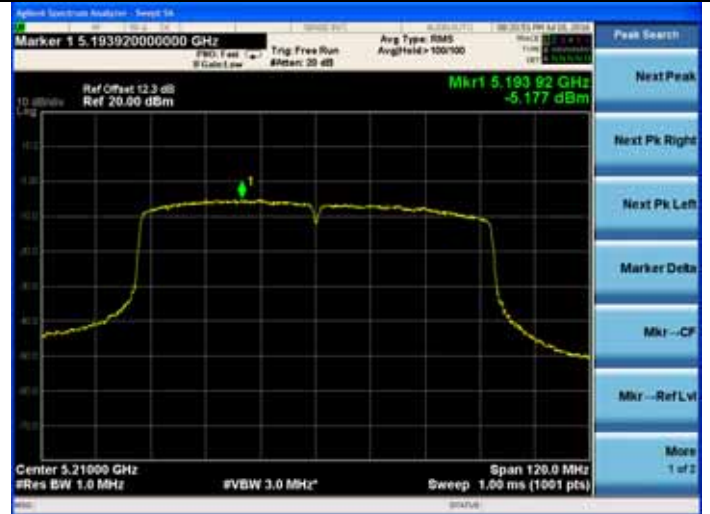 Agilent Spectrum Analyzer - Swept SA
Marker 1 5.193920000000 GHz
PNO: Fast
IFGain:Low
Trig: Free Run
#Atten: 20 dB
Avg Type: RMS
Avg|Hold:>100/100
Peak Search
Mkr1 5.193 92 GHz
-5.177 dBm
Ref Offset 12.3 dB
Ref 20.00 dBm
10 dB/div
Log
1
Next Peak
Next Pk Right
Next Pk Left
Marker Delta
Mkr→CF
Mkr→Ref Lvl
More
1 of 2
Center 5.21000 GHz
#Res BW 1.0 MHz
#VBW 3.0 MHz*
Span 120.0 MHz
Sweep 1.00 ms (1001 pts)
MSG
STATUS